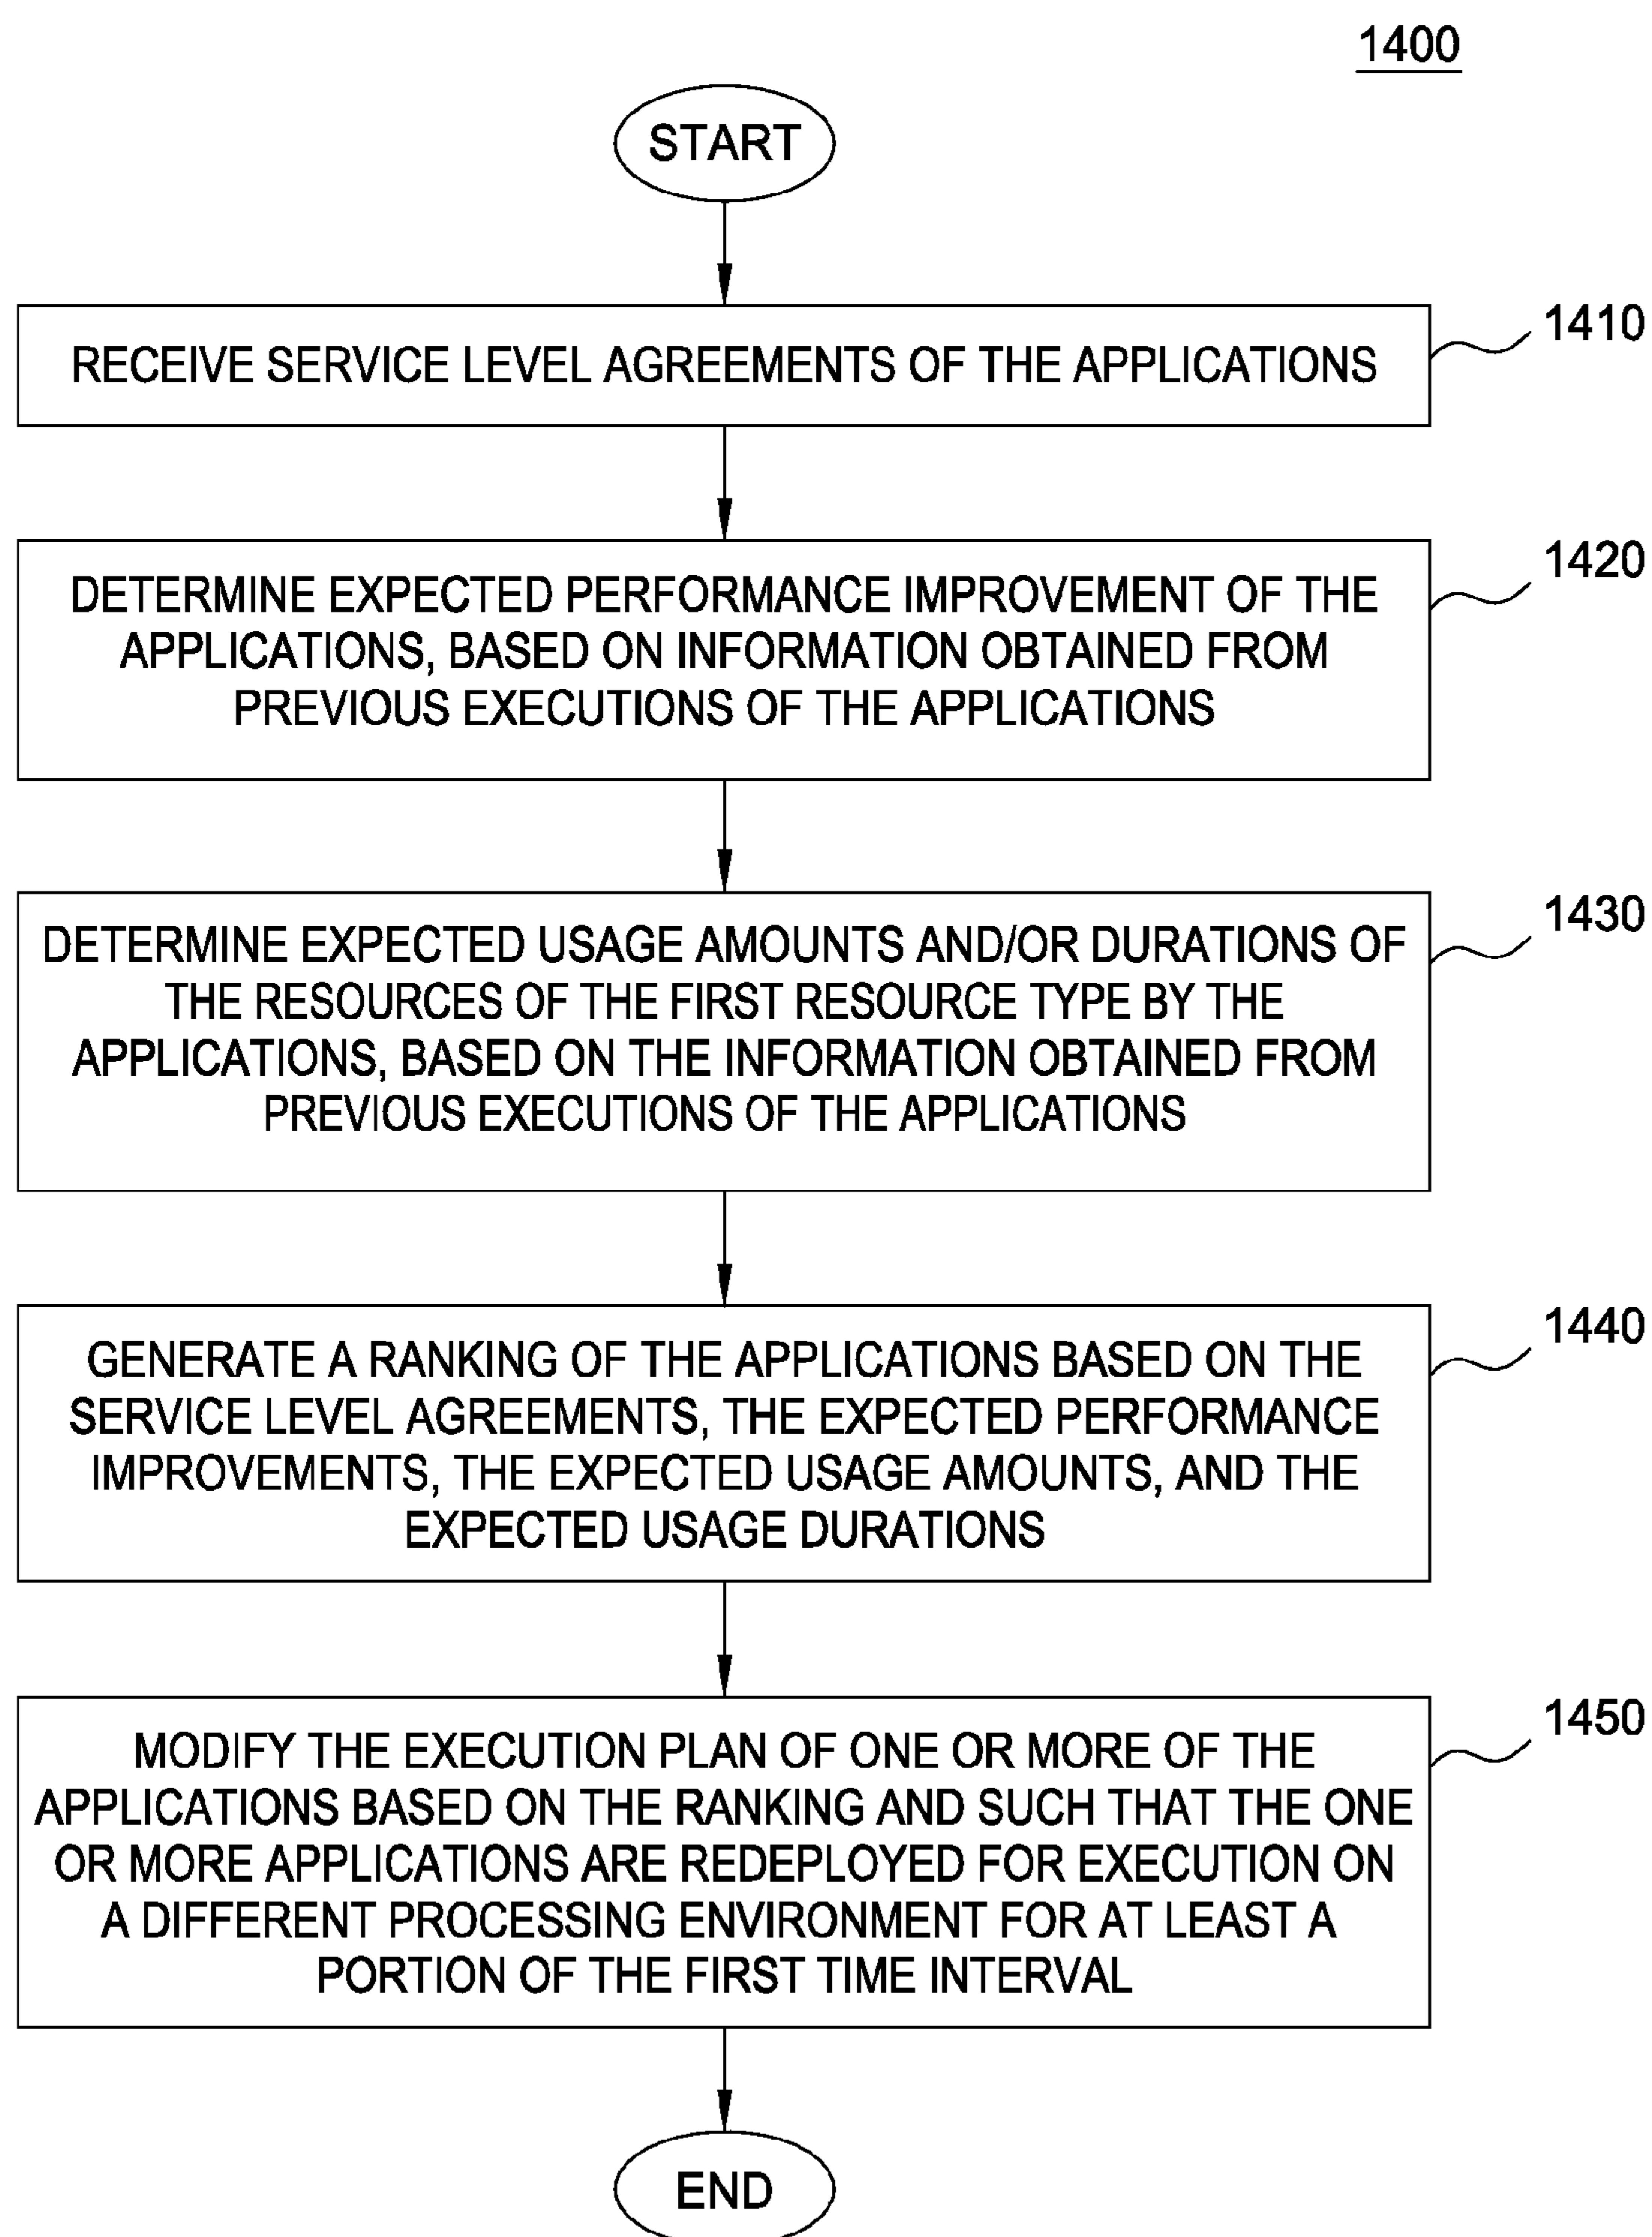 1400
START
RECEIVE SERVICE LEVEL AGREEMENTS OF THE APPLICATIONS
1410
DETERMINE EXPECTED PERFORMANCE IMPROVEMENT OF THE
APPLICATIONS, BASED ON INFORMATION OBTAINED FROM
PREVIOUS EXECUTIONS OF THE APPLICATIONS
1420
DETERMINE EXPECTED USAGE AMOUNTS AND/OR DURATIONS OF
THE RESOURCES OF THE FIRST RESOURCE TYPE BY THE
APPLICATIONS, BASED ON THE INFORMATION OBTAINED FROM
PREVIOUS EXECUTIONS OF THE APPLICATIONS
1430
GENERATE A RANKING OF THE APPLICATIONS BASED ON THE
SERVICE LEVEL AGREEMENTS, THE EXPECTED PERFORMANCE
IMPROVEMENTS, THE EXPECTED USAGE AMOUNTS, AND THE
EXPECTED USAGE DURATIONS
1440
MODIFY THE EXECUTION PLAN OF ONE OR MORE OF THE
APPLICATIONS BASED ON THE RANKING AND SUCH THAT THE ONE
OR MORE APPLICATIONS ARE REDEPLOYED FOR EXECUTION ON
A DIFFERENT PROCESSING ENVIRONMENT FOR AT LEAST A
PORTION OF THE FIRST TIME INTERVAL
1450
END